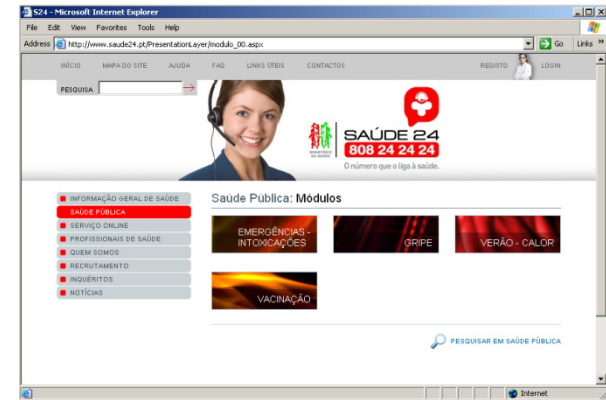 S24 - Microsoft Internet Explorer
File Edit View Favorites Tools Help
Address http://www.saude24.pt/PresentationLayer/modulo_00.aspx Go Links »
INÍCIO MAPA DO SITE AJUDA FAQ LINKS ÚTEIS CONTACTOS REGISTO LOGIN
PESQUISA
SAÚDE 24
808 24 24 24
O número que o liga à saúde.
INFORMAÇÃO GERAL DE SAÚDE
SAÚDE PÚBLICA
SERVIÇO ONLINE
PROFISSIONAIS DE SAÚDE
QUEM SOMOS
RECRUTAMENTO
INQUÉRITOS
NOTÍCIAS
Saúde Pública: Módulos
EMERGÊNCIAS -
INTOXICAÇÕES
GRIPE
VERÃO - CALOR
VACINAÇÃO
PESQUISAR EM SAÚDE PÚBLICA
Internet